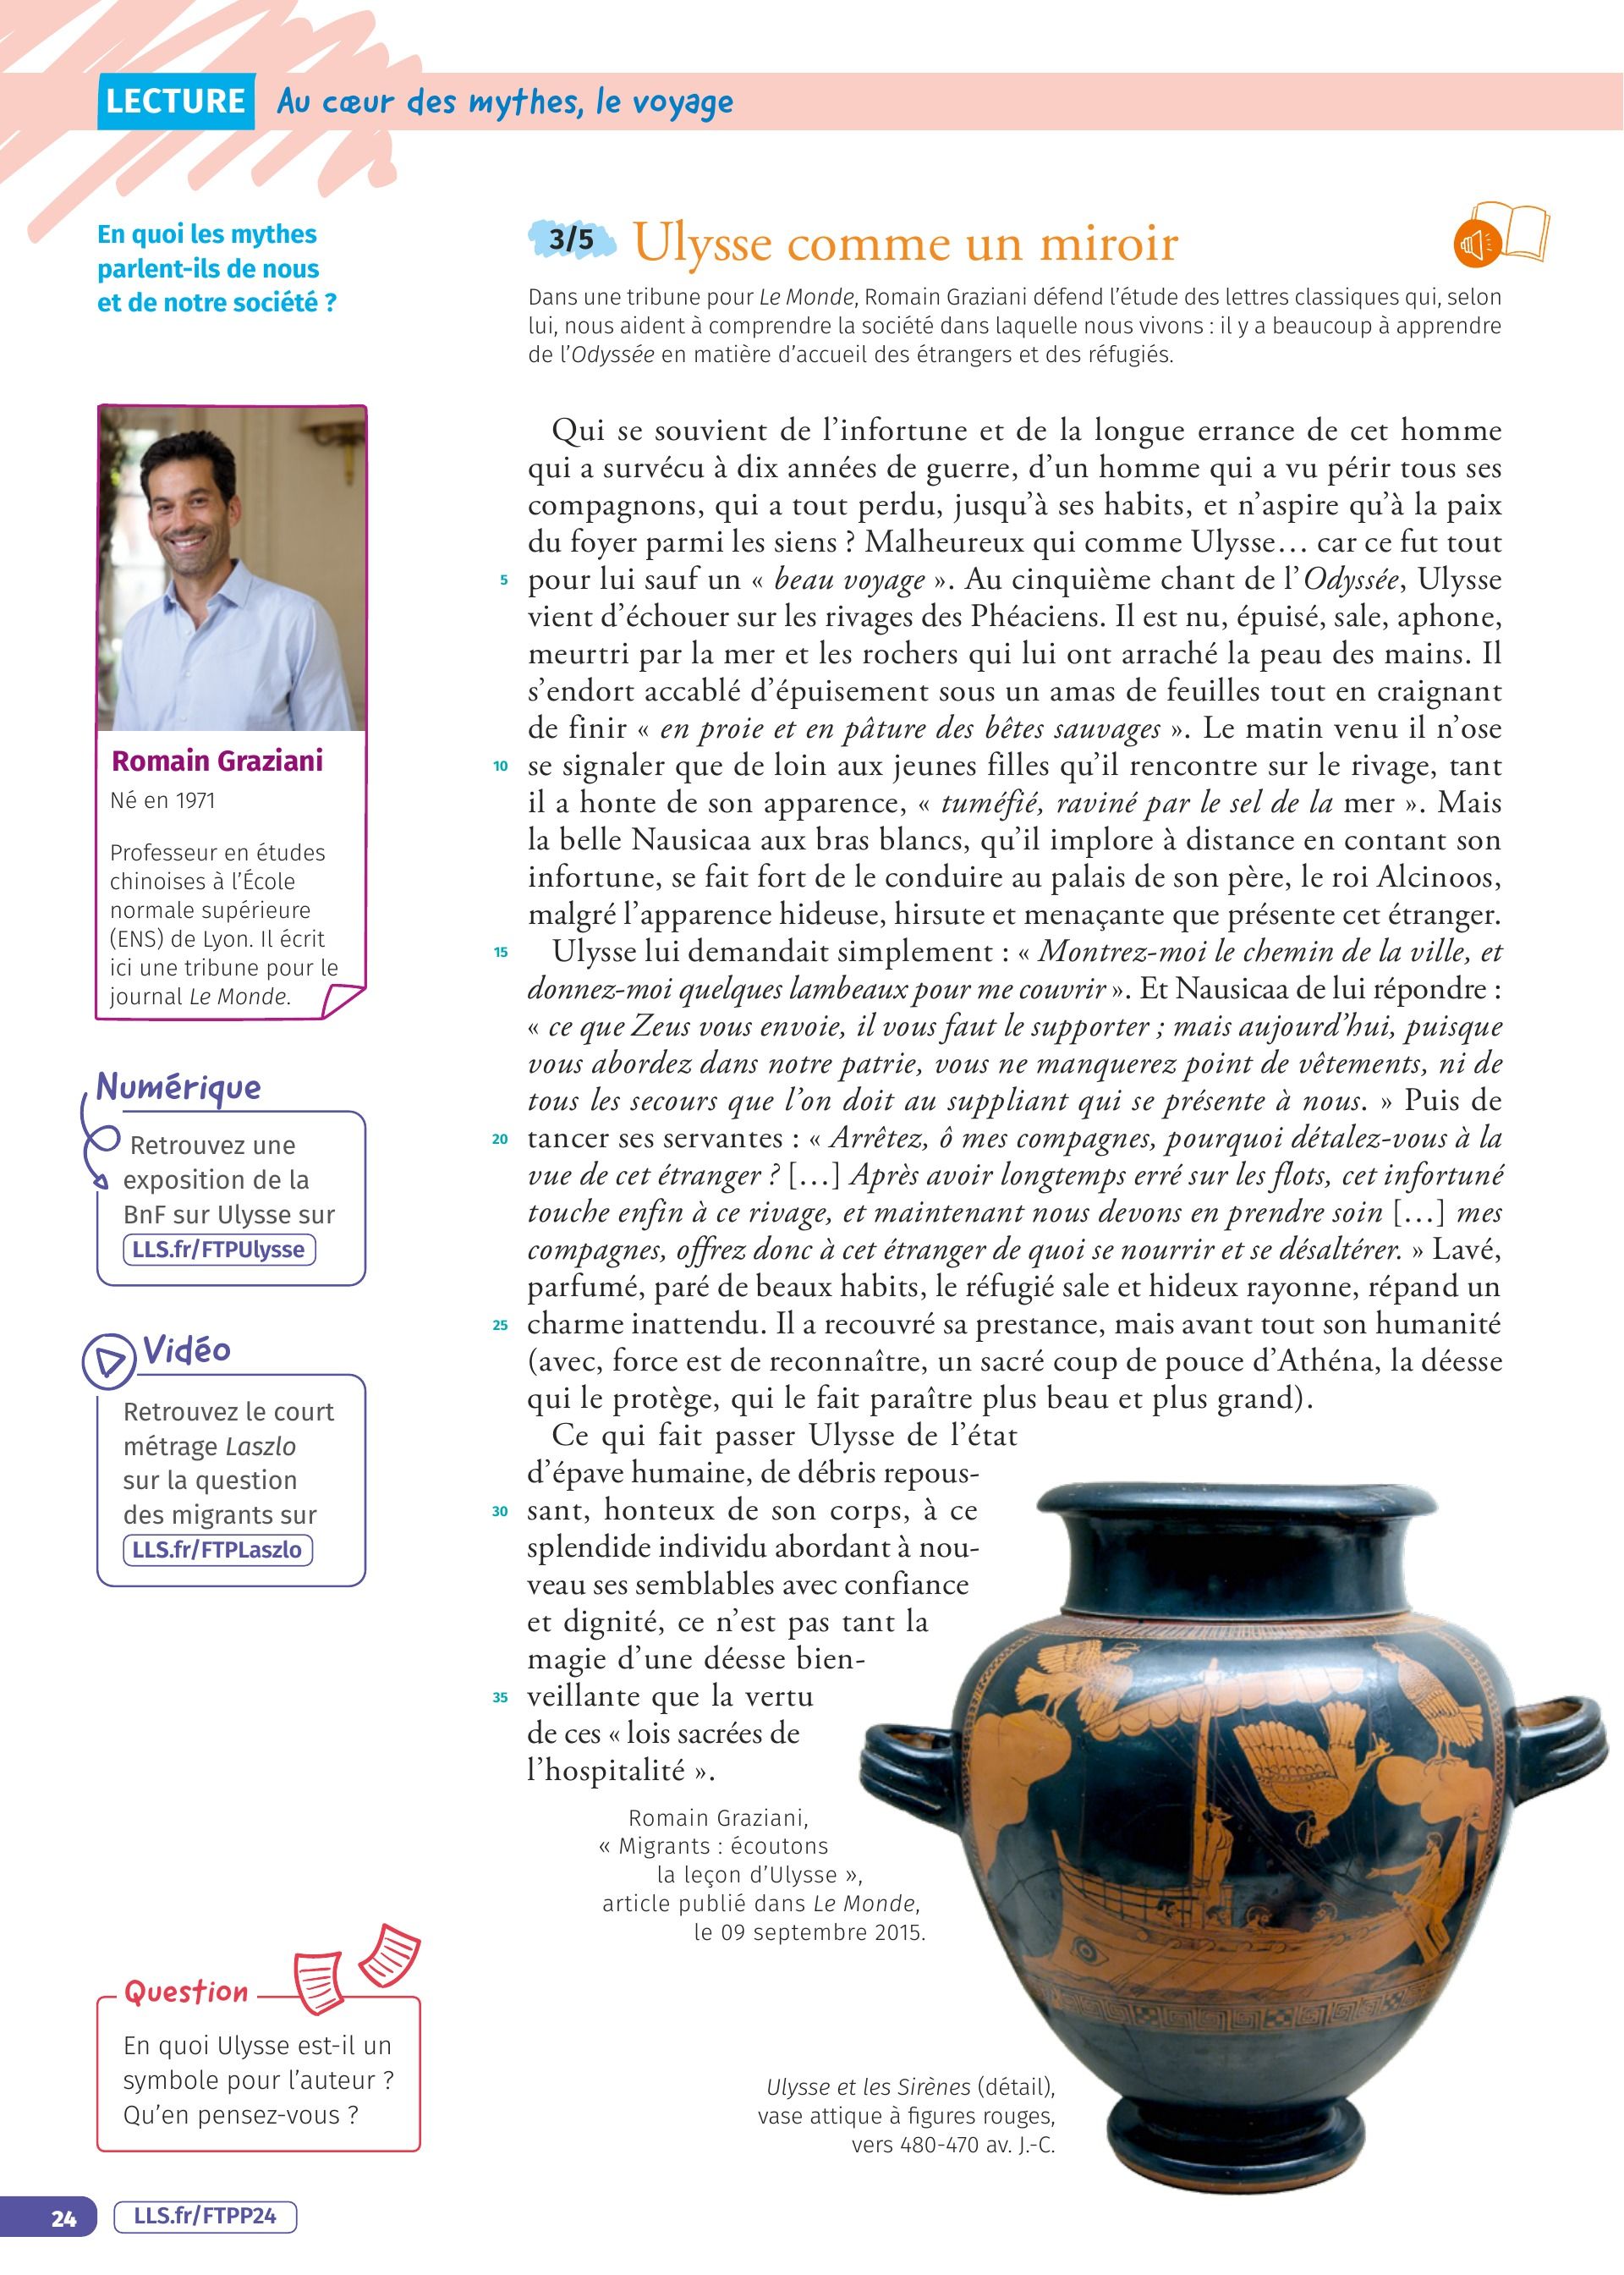 LECTURE Au cœur des mythes, le voyage
En quoi les mythes
parlent-ils de nous
et de notre société ?
Romain Graziani
Né en 1971
Professeur en études
chinoises à l'École
normale supérieure
(ENS) de Lyon. Il écrit
ici une tribune pour le
journal Le Monde.
Numérique
Retrouvez une
exposition de la
BnF sur Ulysse sur
LLS.fr/FTPUlysse
Vidéo
Retrouvez le court
métrage Laszlo
sur la question
des migrants sur
LLS.fr/FTPLaszlo
Question
En quoi Ulysse est-il un
symbole pour l'auteur ?
Qu'en pensez-vous ?
3/5 Ulysse comme un miroir
Dans une tribune pour Le Monde, Romain Graziani défend l'étude des lettres classiques qui, selon
lui, nous aident à comprendre la société dans laquelle nous vivons : il y a beaucoup à apprendre
de l'Odyssée en matière d'accueil des étrangers et des réfugiés.
Qui se souvient de l'infortune et de la longue errance de cet homme
qui a survécu à dix années de guerre, d'un homme qui a vu périr tous ses
compagnons, qui a tout perdu, jusqu'à ses habits, et n'aspire qu'à la paix
du foyer parmi les siens ? Malheureux qui comme Ulysse… car ce fut tout
5 pour lui sauf un « beau voyage ». Au cinquième chant de l'Odyssée, Ulysse
vient d'échouer sur les rivages des Phéaciens. Il est nu, épuisé, sale, aphone,
meurtri par la mer et les rochers qui lui ont arraché la peau des mains. Il
s'endort accablé d'épuisement sous un amas de feuilles tout en craignant
de finir « en proie et en pâture des bêtes sauvages ». Le matin venu il n'ose
10 se signaler que de loin aux jeunes filles qu'il rencontre sur le rivage, tant
il a honte de son apparence, « tuméfié, raviné par le sel de la mer ». Mais
la belle Nausicaa aux bras blancs, qu'il implore à distance en contant son
infortune, se fait fort de le conduire au palais de son père, le roi Alcinoos,
malgré l'apparence hideuse, hirsute et menaçante que présente cet étranger.
15 Ulysse lui demandait simplement : « Montrez-moi le chemin de la ville, et
donnez-moi quelques lambeaux pour me couvrir ». Et Nausicaa de lui répondre :
« ce que Zeus vous envoie, il vous faut le supporter ; mais aujourd'hui, puisque
vous abordez dans notre patrie, vous ne manquerez point de vêtements, ni de
tous les secours que l'on doit au suppliant qui se présente à nous. » Puis de
20 tancer ses servantes : « Arrêtez, ô mes compagnes, pourquoi détalez-vous à la
vue de cet étranger ? […] Après avoir longtemps erré sur les flots, cet infortuné
touche enfin à ce rivage, et maintenant nous devons en prendre soin […] mes
compagnes, offrez donc à cet étranger de quoi se nourrir et se désaltérer. » Lavé,
parfumé, paré de beaux habits, le réfugié sale et hideux rayonne, répand un
25 charme inattendu. Il a recouvré sa prestance, mais avant tout son humanité
(avec, force est de reconnaître, un sacré coup de pouce d'Athéna, la déesse
qui le protège, qui le fait paraître plus beau et plus grand).
Ce qui fait passer Ulysse de l'état
d'épave humaine, de débris repous-
30 sant, honteux de son corps, à ce
splendide individu abordant à nou-
veau ses semblables avec confiance
et dignité, ce n'est pas tant la
magie d'une déesse bien-
35 veillante que la vertu
de ces « lois sacrées de
l'hospitalité ».
Romain Graziani,
« Migrants : écoutons
la leçon d'Ulysse »,
article publié dans Le Monde,
le 09 septembre 2015.
Ulysse et les Sirènes (détail),
vase attique à figures rouges,
vers 480-470 av. J.-C.
24 LLS.fr/FTPP24